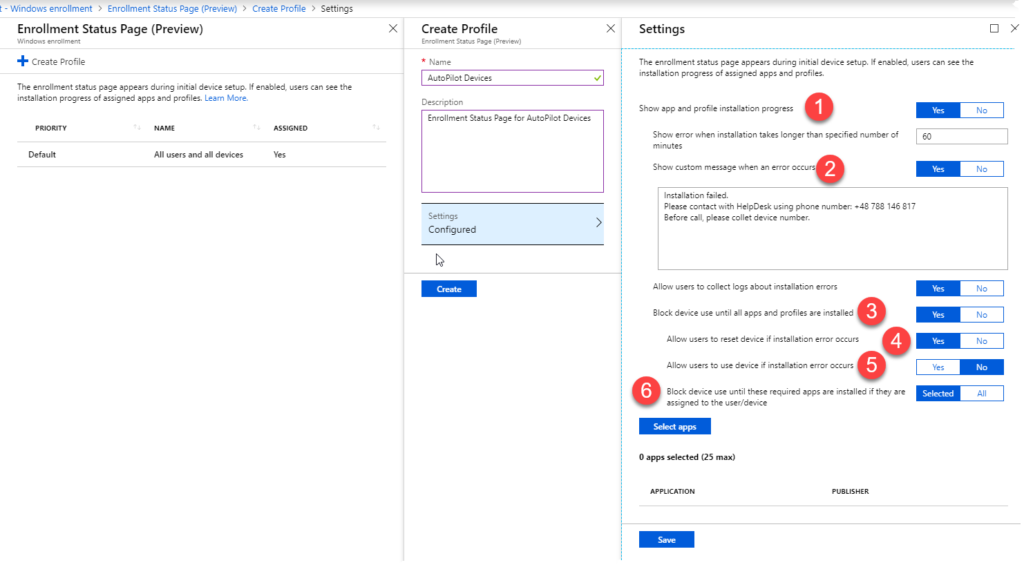 t - Windows enrollment > Enrollment Status Page (Preview) > Create Profile > Settings
Enrollment Status Page (Preview)
Windows enrollment
Create Profile
The enrollment status page appears during initial device setup. If enabled, users can see the
installation progress of assigned apps and profiles. Learn More.
PRIORITY NAME ASSIGNED
Default All users and all devices Yes
Create Profile
Enrollment Status Page (Preview)
* Name
AutoPilot Devices
Description
Enrollment Status Page for AutoPilot Devices
Settings
Configured
Create
Settings
The enrollment status page appears during initial device setup. If enabled, users can see the
installation progress of assigned apps and profiles.
Show app and profile installation progress 1 Yes No
Show error when installation takes longer than specified number of
minutes
60
Show custom message when an error occurs 2 Yes No
Installation failed.
Please contact with HelpDesk using phone number: +48 788 146 817
Before call, please collet device number.
Allow users to collect logs about installation errors Yes No
Block device use until all apps and profiles are installed 3 Yes No
Allow users to reset device if installation error occurs 4 Yes No
Allow users to use device if installation error occurs 5 Yes No
6 Block device use until these required apps are installed if they are
assigned to the user/device
Selected All
Select apps
0 apps selected (25 max)
APPLICATION PUBLISHER
Save